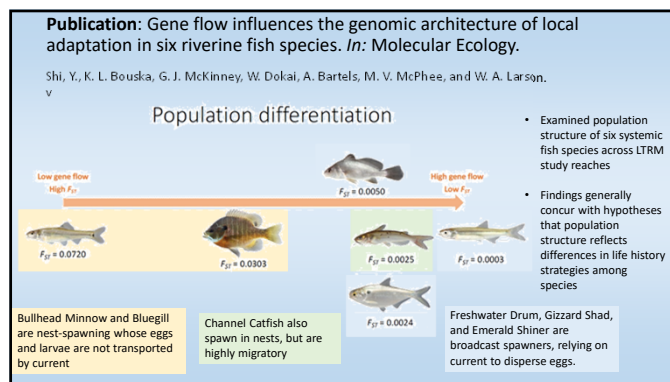 Publication: Gene flow influences the genomic architecture of local
adaptation in six riverine fish species. In: Molecular Ecology.
Shi, Y., K. L. Bouska, G. J. McKinney, W. Dokai, A. Bartels, M. V. McPhee, and W. A. Larson.
v
Population differentiation
Low gene flow
High FST
High gene flow
Low FST
FST = 0.0050
FST = 0.0720
FST = 0.0303
FST = 0.0025
FST = 0.0003
FST = 0.0024
• Examined population
structure of six systemic
fish species across LTRM
study reaches
• Findings generally
concur with hypotheses
that population
structure reflects
differences in life history
strategies among
species
Bullhead Minnow and Bluegill
are nest-spawning whose eggs
and larvae are not transported
by current
Channel Catfish also
spawn in nests, but are
highly migratory
Freshwater Drum, Gizzard Shad,
and Emerald Shiner are
broadcast spawners, relying on
current to disperse eggs.